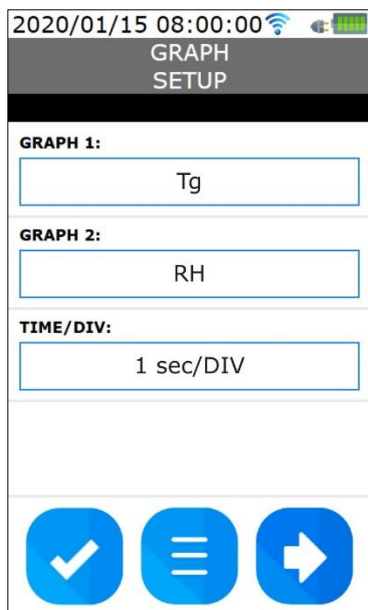 2020/01/15 08:00:00
GRAPH
SETUP
GRAPH 1:
Tg
GRAPH 2:
RH
TIME/DIV:
1 sec/DIV